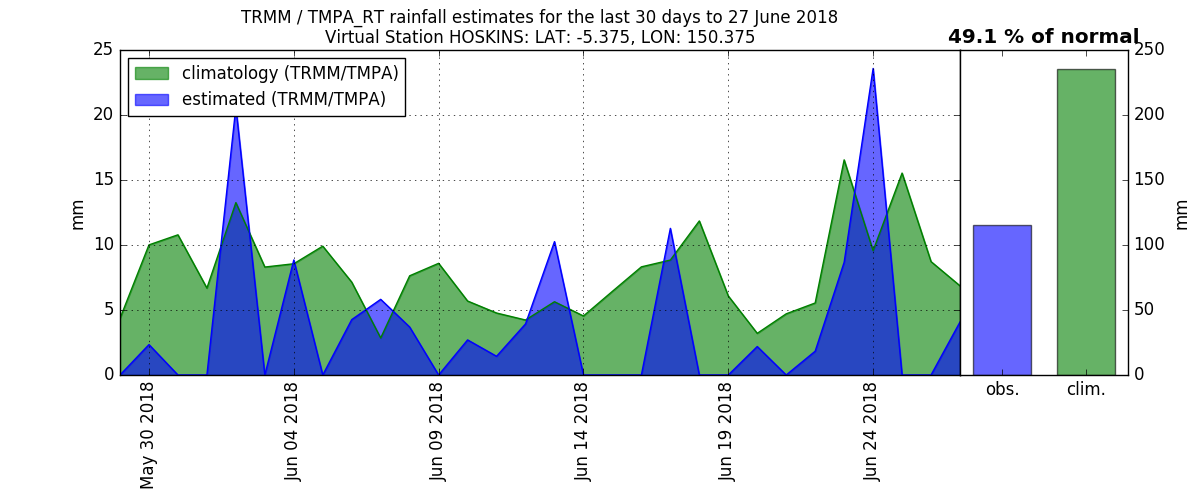 TRMM / TMPA_RT rainfall estimates for the last 30 days to 27 June 2018
Virtual Station HOSKINS: LAT: -5.375, LON: 150.375
49.1 % of normal
climatology (TRMM/TMPA)
estimated (TRMM/TMPA)
25
20
15
10
5
0
mm
250
200
150
100
50
0
mm
May 30 2018
Jun 04 2018
Jun 09 2018
Jun 14 2018
Jun 19 2018
Jun 24 2018
obs.
clim.